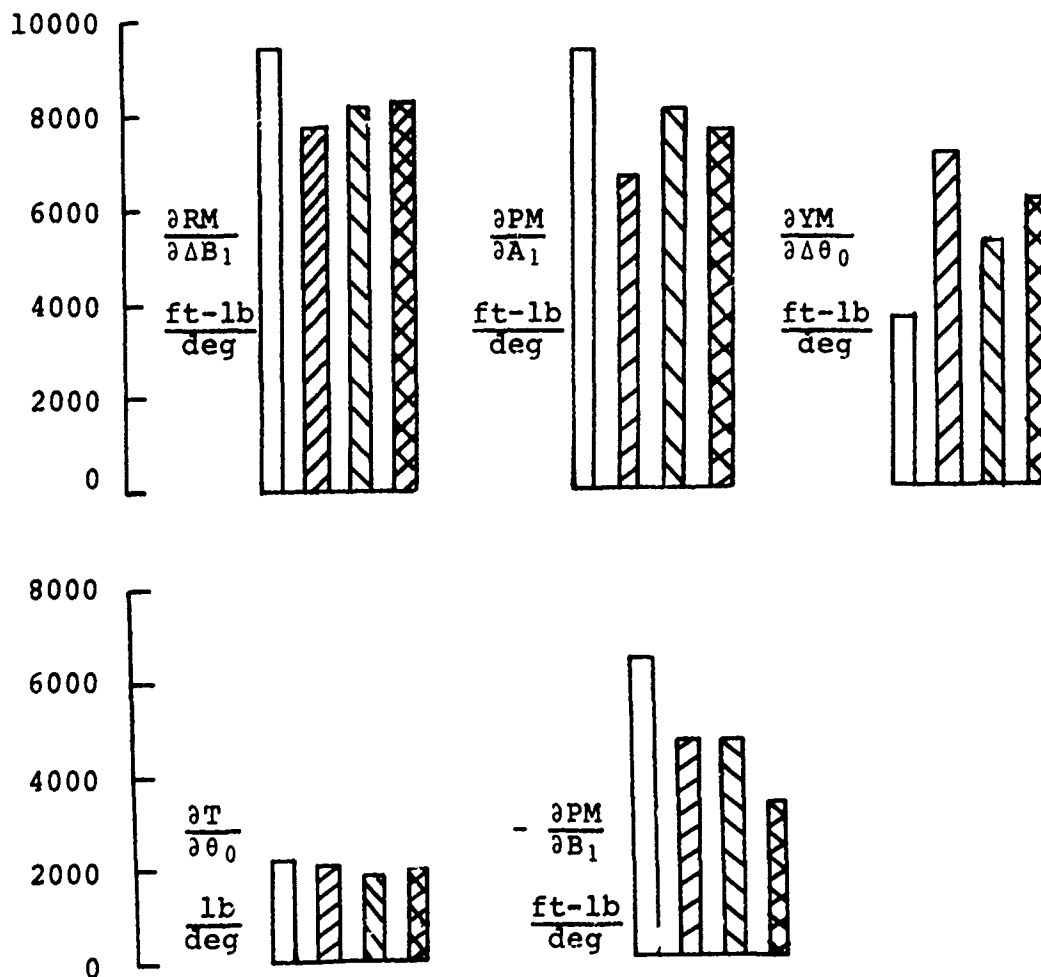 10000
8000
6000
4000
2000
0
∂RM
∂ΔB₁
ft-lb
deg
∂PM
∂A₁
ft-lb
deg
∂YM
∂Δθ₀
ft-lb
deg
8000
6000
4000
2000
0
∂T
∂θ₀
lb
deg
- ∂PM
∂B₁
ft-lb
deg